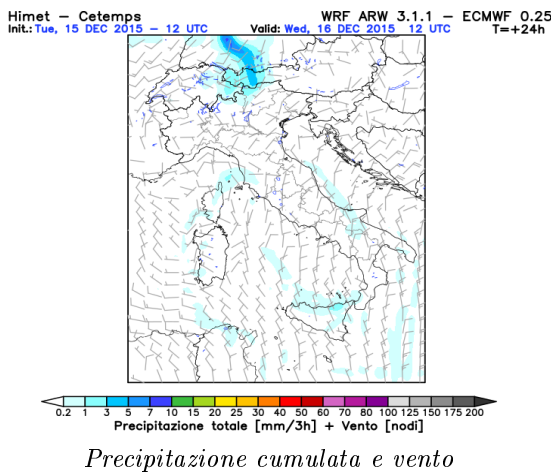 Himet – Cetemps WRF ARW 3.1.1 – ECMWF 0.25
Init.: Tue, 15 DEC 2015 – 12 UTC Valid: Wed, 16 DEC 2015 12 UTC T=+24h
0.2 1 3 5 7 10 15 20 25 30 40 50 60 70 80 100 125 150 175 200
Precipitazione totale [mm/3h] + Vento [nodi]
Precipitazione cumulata e vento